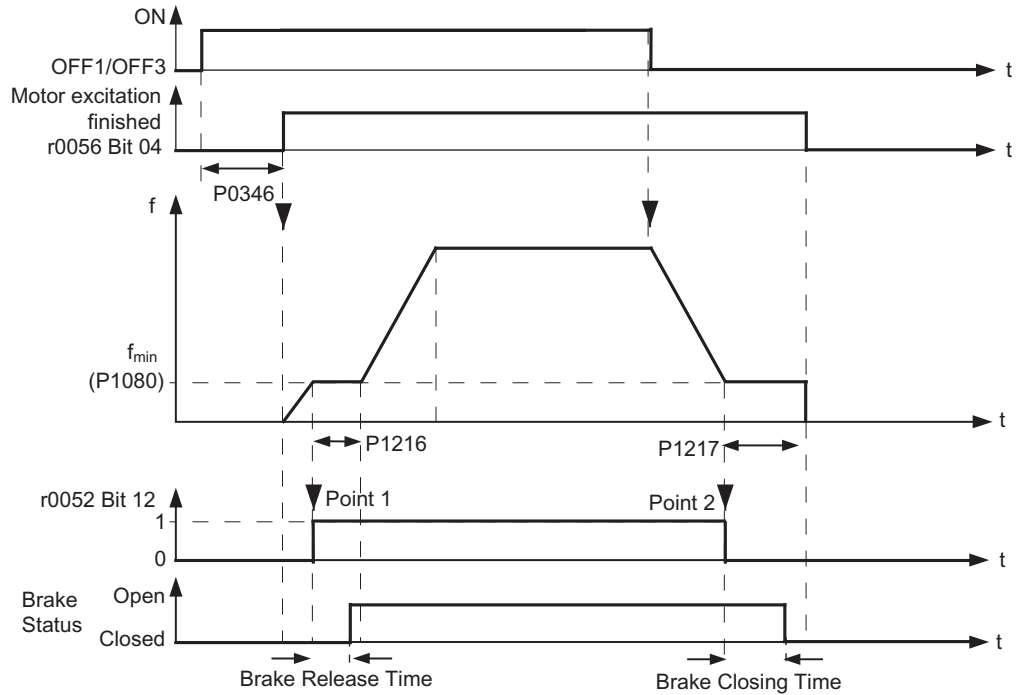 ON
OFF1/OFF3
t
Motor excitation
finished
r0056 Bit 04
t
P0346
f
fmin
(P1080)
t
P1216
P1217
r0052 Bit 12
Point 1
Point 2
1
0
t
Brake
Status
Open
Closed
t
Brake Release Time
Brake Closing Time